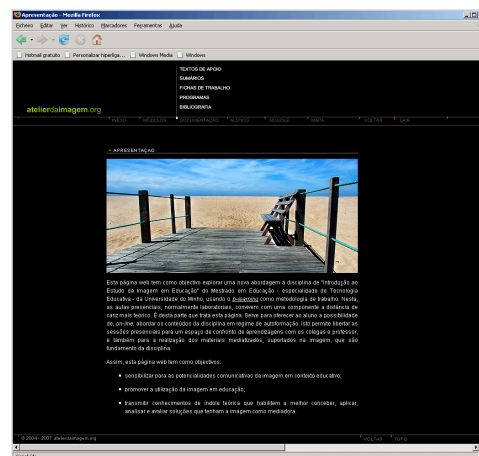 Apresentação - Mozilla Firefox
Ficheiro Editar Ver Histórico Marcadores Ferramentas Ajuda
Hotmail gratuito Personalizar hiperliga... Windows Media Windows
TEXTOS DE APOIO
SUMÁRIOS
FICHAS DE TRABALHO
PROGRAMAS
BIBLIOGRAFIA
atelierdaimagem.org
INÍCIO MÓDULOS DOCUMENTAÇÃO ALUNOS MOODLE MAPA VOLTAR SAIR
APRESENTAÇÃO
Esta página web tem como objectivo explorar uma nova abordagem à disciplina de "Introdução ao
Estudo da Imagem em Educação" do Mestrado em Educação - especialidade de Tecnologia
Educativa - da Universidade do Minho, usando o b-learning como metodologia de trabalho. Nesta,
as aulas presenciais, normalmente laboratoriais, convivem com uma componente a distância de
cariz mais teórico. É desta parte que trata esta página. Serve para oferecer ao aluno a possibilidade
de, on-line, abordar os conteúdos da disciplina em regime de autoformação. Isto permite libertar as
sessões presenciais para um espaço de confronto de aprendizagens com os colegas e professor,
e também para a realização dos materiais mediatizados, suportados na imagem, que são
fundamento da disciplina.
Assim, esta página web tem como objectivos:
sensibilizar para as potencialidades comunicativas da imagem em contexto educativo;
promover a utilização da imagem em educação;
transmitir conhecimentos de índole teórica que habilitem a melhor conceber, aplicar,
analisar e avaliar soluções que tenham a imagem como mediadora.
© 2004 - 2007 atelierdaimagem.org VOLTAR TOPO